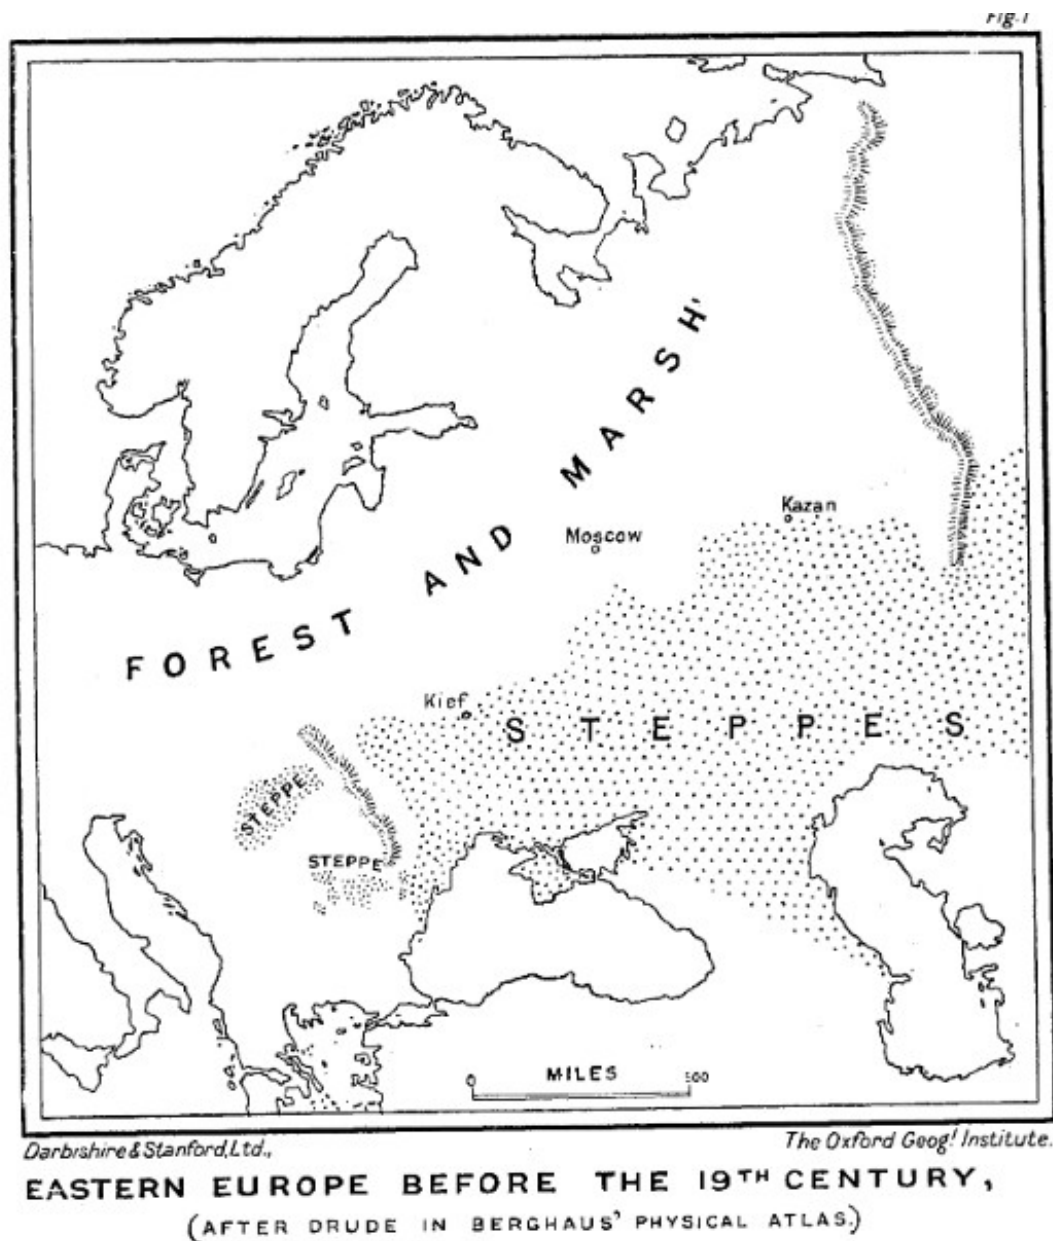 Fig. 1
FOREST AND MARSH
Kazan
Moscow
Kief
STEPPES
STEPPE
STEPPE
0 MILES 500
Darbishire & Stanford, Ltd.,
The Oxford Geog! Institute.
EASTERN EUROPE BEFORE THE 19TH CENTURY,
(AFTER DRUDE IN BERGHAUS' PHYSICAL ATLAS.)